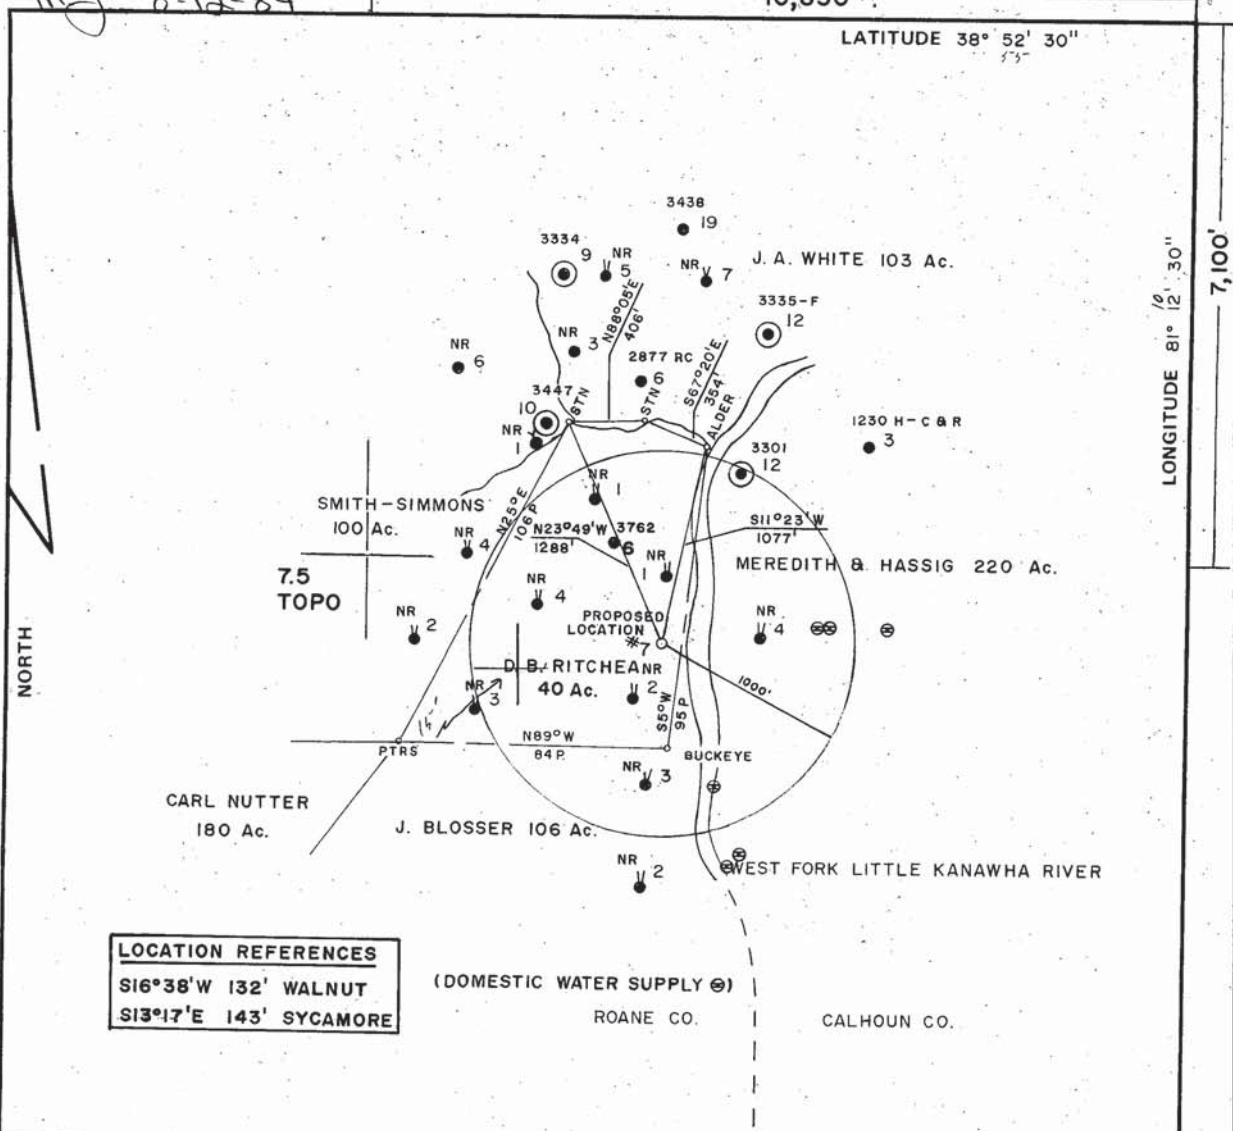 8-12-84
LATITUDE 38° 52' 30"
55
7,100'
LONGITUDE 81° 12' 30"
10
3438
19
3334
9
NR
5
NR
7
J. A. WHITE 103 Ac.
3335-F
12
N88°05'E
406'
NR
3
NR
6
2877 RC
6
S67°20'E
354'
3447
10
STN
STN
ALDER
NR
1
1230 H-C & R
3
3301
12
SMITH-SIMMONS
100 Ac.
N25°E
106 P
NR
1
N23°49'W
1288'
3762
6
S11°23'W
1077'
NR
4
NR
1
MEREDITH & HASSIG 220 Ac.
7.5
TOPO
NR
4
PROPOSED
LOCATION
#7
NR
2
NR
4
NORTH
D. B. RITCHEA
40 Ac.
NR
2
1000'
NR
3
S5°W
95 P
N89°W
84 P.
PTRS
BUCKEYE
NR
3
CARL NUTTER
180 Ac.
J. BLOSSER 106 Ac.
NR
2
WEST FORK LITTLE KANAWHA RIVER
LOCATION REFERENCES
S16°38'W 132' WALNUT
S13°17'E 143' SYCAMORE
(DOMESTIC WATER SUPPLY ⊗)
ROANE CO.
CALHOUN CO.